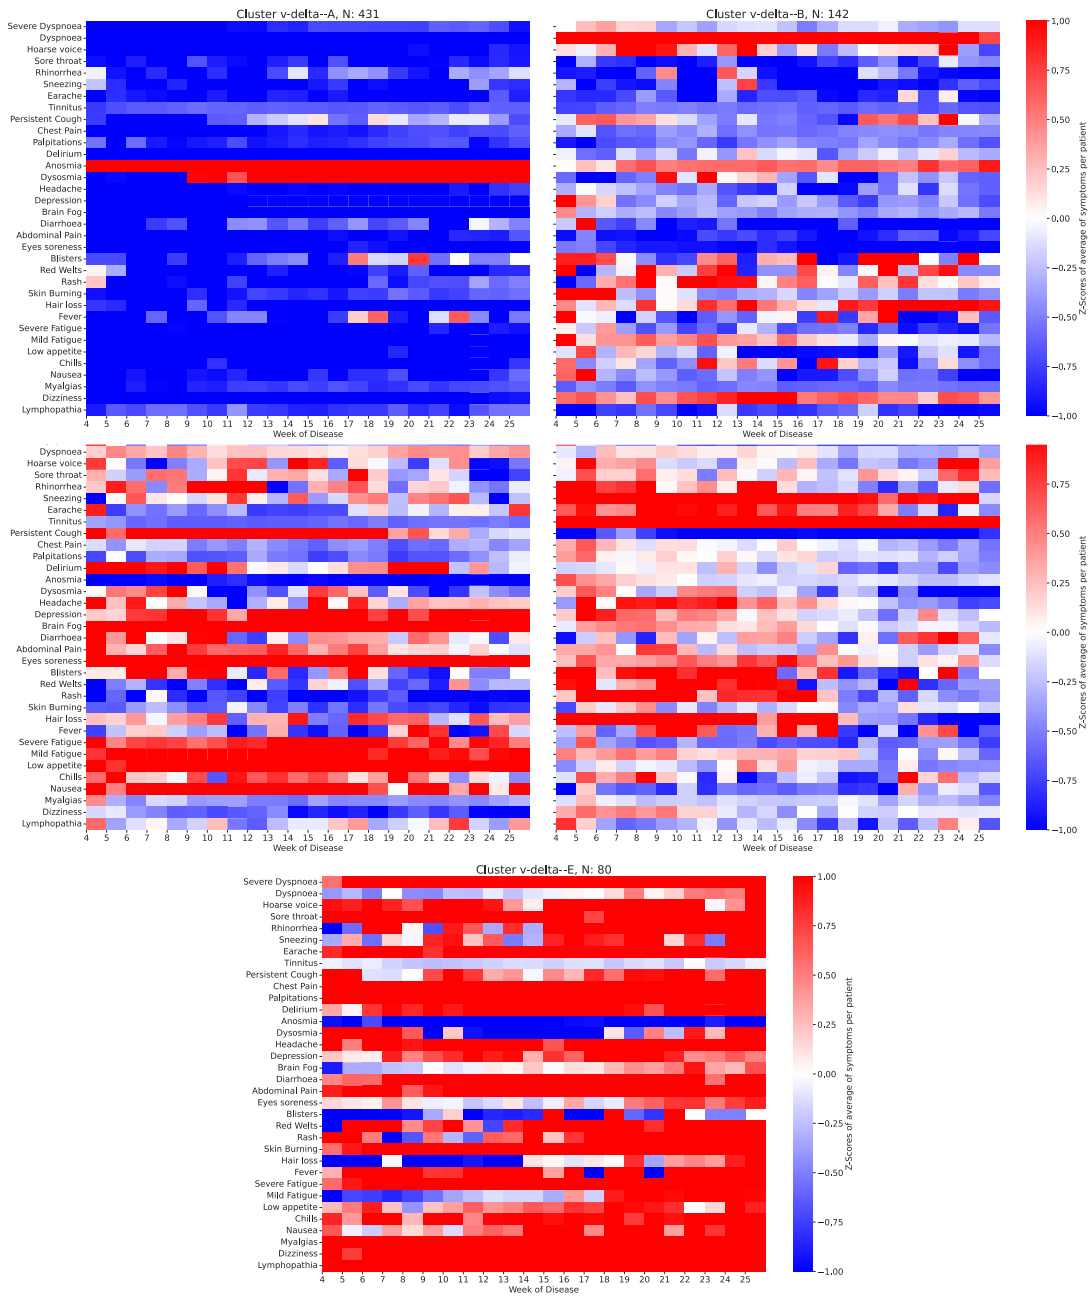 Cluster v-delta--A, N: 431
Cluster v-delta--B, N: 142
Severe Dyspnoea
Dyspnoea
Hoarse voice
Sore throat
Rhinorrhea
Sneezing
Earache
Tinnitus
Persistent Cough
Chest Pain
Palpitations
Delirium
Anosmia
Dysosmia
Headache
Depression
Brain Fog
Diarrhoea
Abdominal Pain
Eyes soreness
Blisters
Red Welts
Rash
Skin Burning
Hair loss
Fever
Severe Fatigue
Mild Fatigue
Low appetite
Chills
Nausea
Myalgias
Dizziness
Lymphopathia
4 5 6 7 8 9 10 11 12 13 14 15 16 17 18 19 20 21 22 23 24 25
Week of Disease
4 5 6 7 8 9 10 11 12 13 14 15 16 17 18 19 20 21 22 23 24 25
Week of Disease
1.00
0.75
0.50
0.25
0.00
−0.25
−0.50
−0.75
−1.00
Z-Scores of average of symptoms per patient
Dyspnoea
Hoarse voice
Sore throat
Rhinorrhea
Sneezing
Earache
Tinnitus
Persistent Cough
Chest Pain
Palpitations
Delirium
Anosmia
Dysosmia
Headache
Depression
Brain Fog
Diarrhoea
Abdominal Pain
Eyes soreness
Blisters
Red Welts
Rash
Skin Burning
Hair loss
Fever
Severe Fatigue
Mild Fatigue
Low appetite
Chills
Nausea
Myalgias
Dizziness
Lymphopathia
4 5 6 7 8 9 10 11 12 13 14 15 16 17 18 19 20 21 22 23 24 25
Week of Disease
4 5 6 7 8 9 10 11 12 13 14 15 16 17 18 19 20 21 22 23 24 25
Week of Disease
0.75
0.50
0.25
0.00
−0.25
−0.50
−0.75
−1.00
Z-Scores of average of symptoms per patient
Cluster v-delta--E, N: 80
Severe Dyspnoea
Dyspnoea
Hoarse voice
Sore throat
Rhinorrhea
Sneezing
Earache
Tinnitus
Persistent Cough
Chest Pain
Palpitations
Delirium
Anosmia
Dysosmia
Headache
Depression
Brain Fog
Diarrhoea
Abdominal Pain
Eyes soreness
Blisters
Red Welts
Rash
Skin Burning
Hair loss
Fever
Severe Fatigue
Mild Fatigue
Low appetite
Chills
Nausea
Myalgias
Dizziness
Lymphopathia
4 5 6 7 8 9 10 11 12 13 14 15 16 17 18 19 20 21 22 23 24 25
Week of Disease
1.00
0.75
0.50
0.25
0.00
−0.25
−0.50
−0.75
−1.00
Z-Scores of average of symptoms per patient